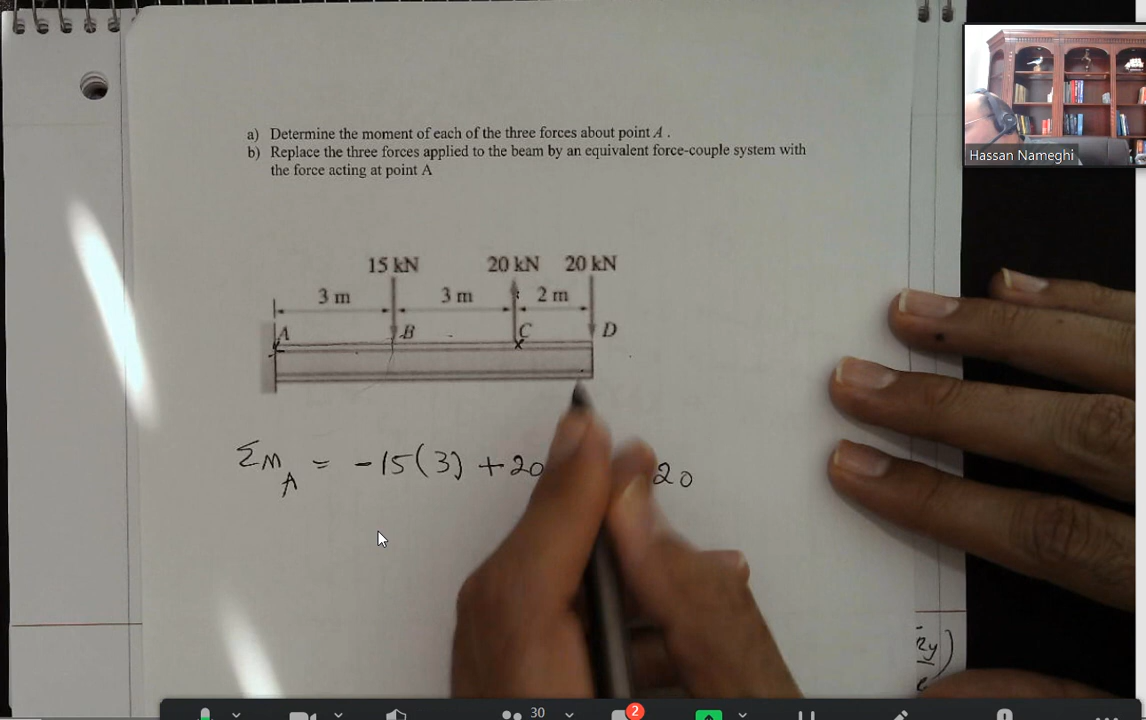 a) Determine the moment of each of the three forces about point A .
b) Replace the three forces applied to the beam by an equivalent force-couple system with
the force acting at point A
15 kN 20 kN 20 kN
3 m 3 m 2 m
A B C D
ΣM_A = -15(3) +20 20
Hassan Nameghi
30
2